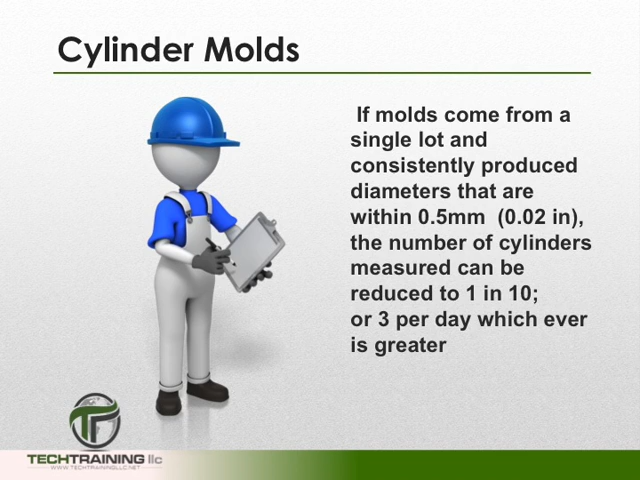 Cylinder Molds
If molds come from a
single lot and
consistently produced
diameters that are
within 0.5mm  (0.02 in),
the number of cylinders
measured can be
reduced to 1 in 10;
or 3 per day which ever
is greater
TECHTRAINING llc
WWW.TECHTRAININGLLC.NET